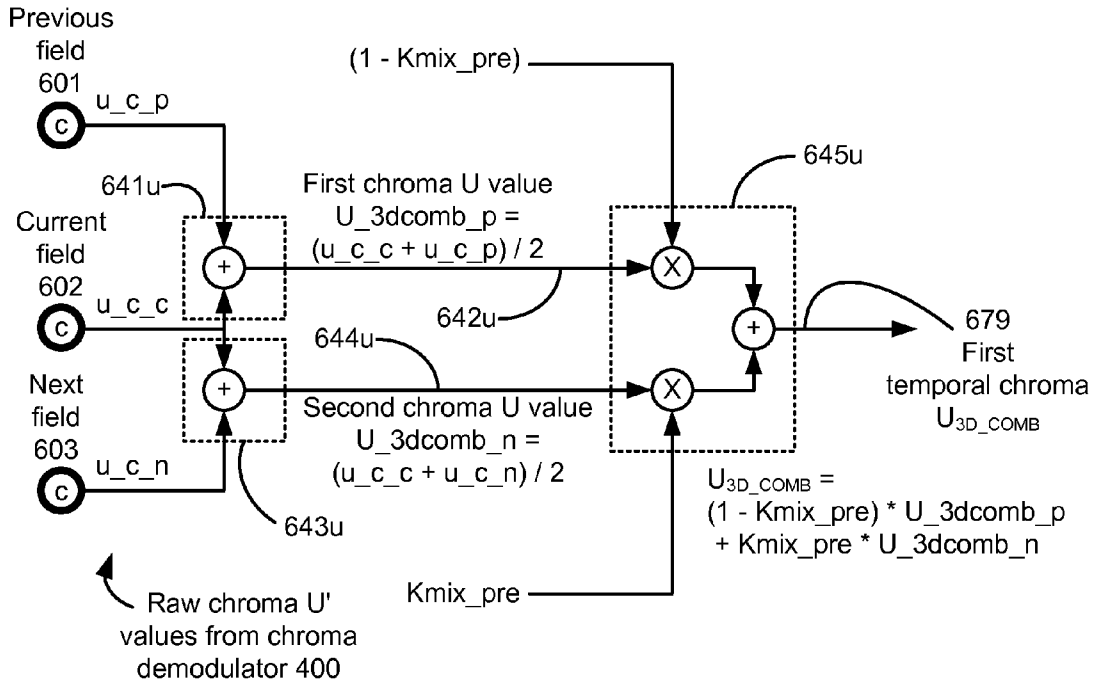 Previous
field
601
c
u_c_p
(1 - Kmix_pre)
645u
641u
First chroma U value
U_3dcomb_p =
(u_c_c + u_c_p) / 2
Current
field
602
c
u_c_c
+
X
642u
+
679
First
temporal chroma
U3D_COMB
644u
Next
field
603
c
u_c_n
+
X
Second chroma U value
U_3dcomb_n =
(u_c_c + u_c_n) / 2
643u
U3D_COMB =
(1 - Kmix_pre) * U_3dcomb_p
+ Kmix_pre * U_3dcomb_n
Kmix_pre
Raw chroma U'
values from chroma
demodulator 400